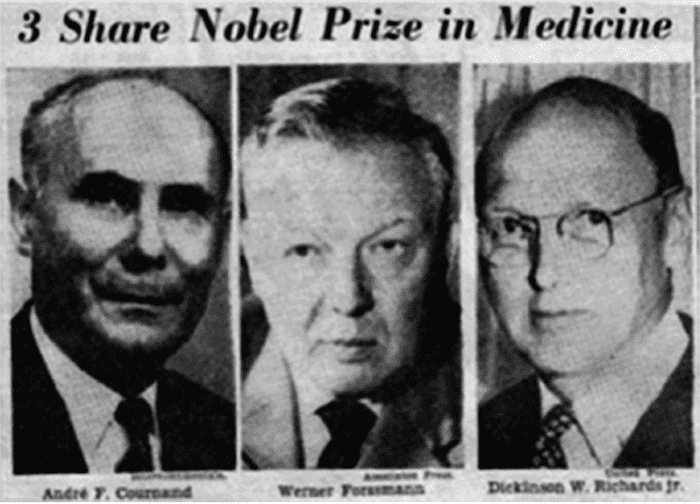 3 Share Nobel Prize in Medicine
Associated Press.
United Press.
André F. Cournand
Werner Forssmann
Dickinson W. Richards jr.